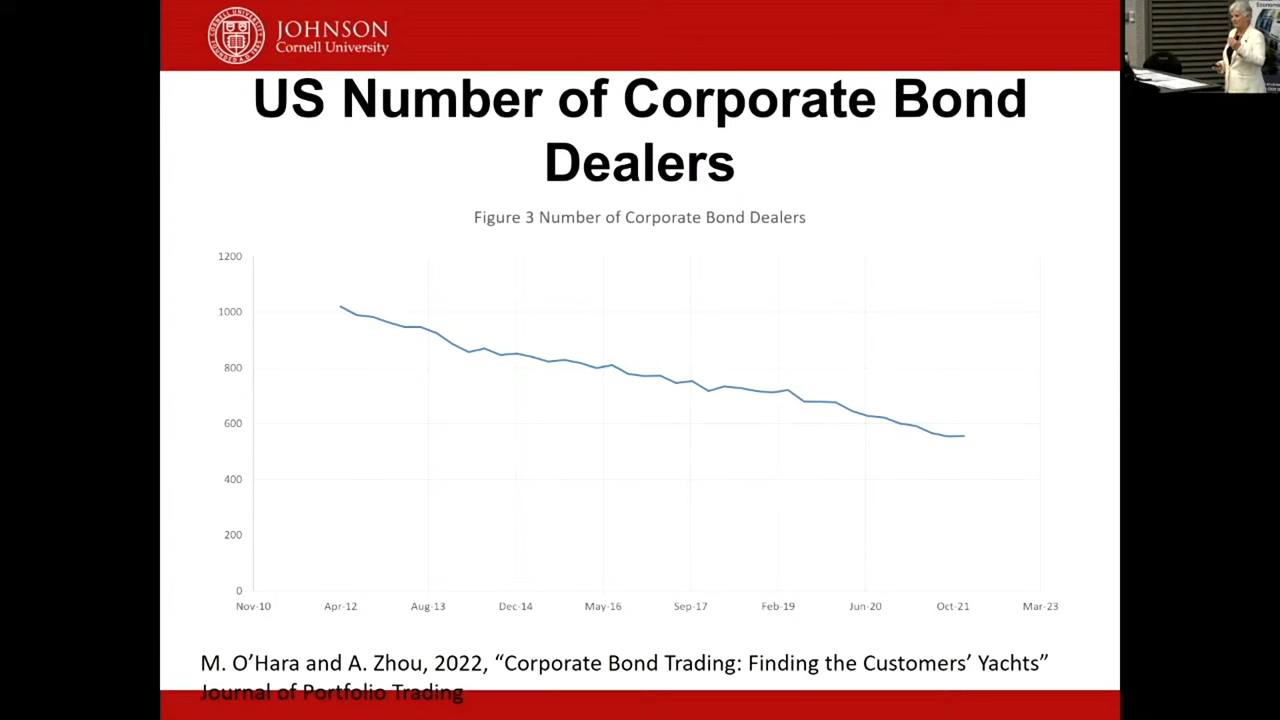 JOHNSON
Cornell University
US Number of Corporate Bond
Dealers
Figure 3 Number of Corporate Bond Dealers
1200
1000
800
600
400
200
0
Nov-10 Apr-12 Aug-13 Dec-14 May-16 Sep-17 Feb-19 Jun-20 Oct-21 Mar-23
M. O’Hara and A. Zhou, 2022, “Corporate Bond Trading: Finding the Customers’ Yachts”
Journal of Portfolio Trading